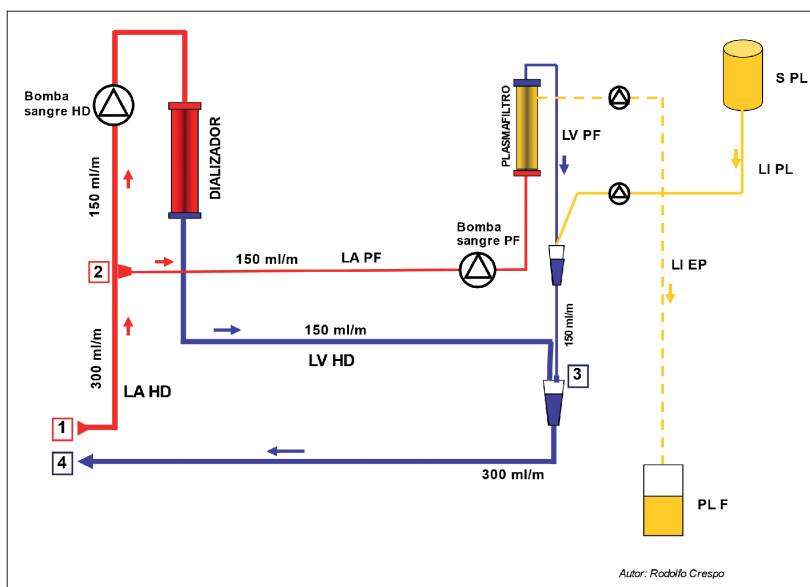 Bomba
sangre HD
150 ml/m
DIALIZADOR
2
300 ml/m
LA HD
1
4
150 ml/m
LA PF
150 ml/m
LV HD
Bomba
sangre PF
PLASMAFILTRO
LV PF
150 ml/m
3
300 ml/m
S PL
LI PL
LI EP
PL F
Autor: Rodolfo Crespo